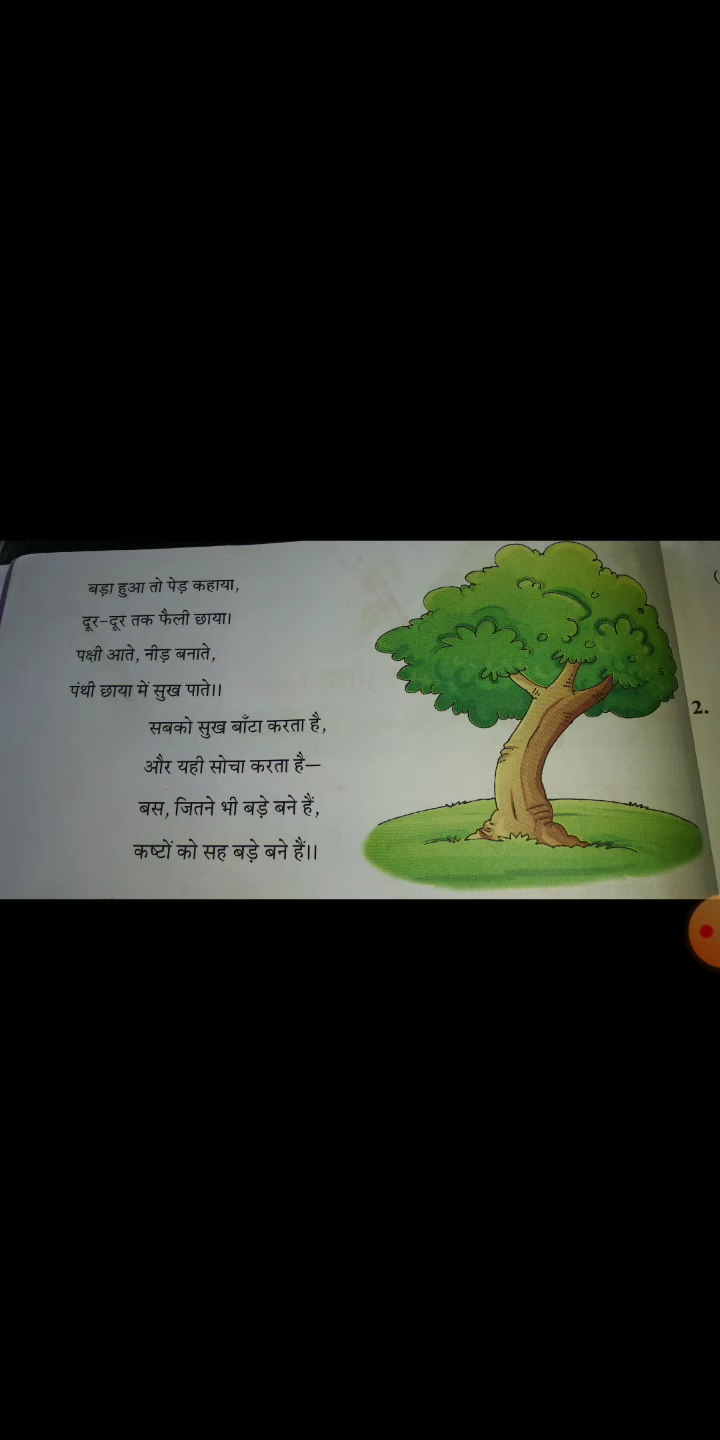 बड़ा हुआ तो पेड़ कहाया,
दूर-दूर तक फैली छाया।
पक्षी आते, नीड़ बनाते,
पंथी छाया में सुख पाते।।
सबको सुख बाँटा करता है,
और यही सोचा करता है—
बस, जितने भी बड़े बने हैं,
कष्टों को सह बड़े बने हैं।।
2.